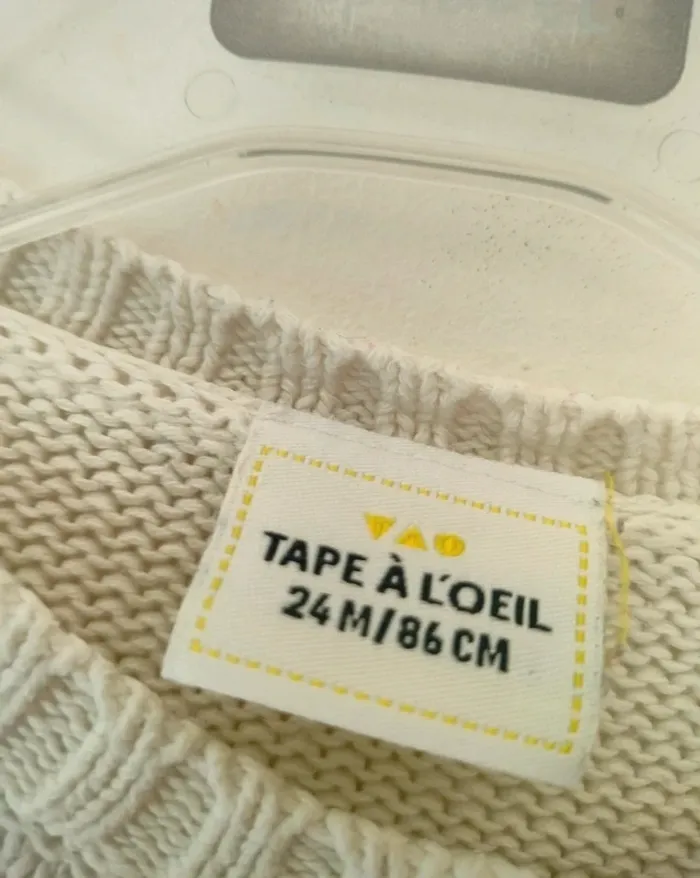 TAO
TAPE À L'OEIL
24 M/86 CM